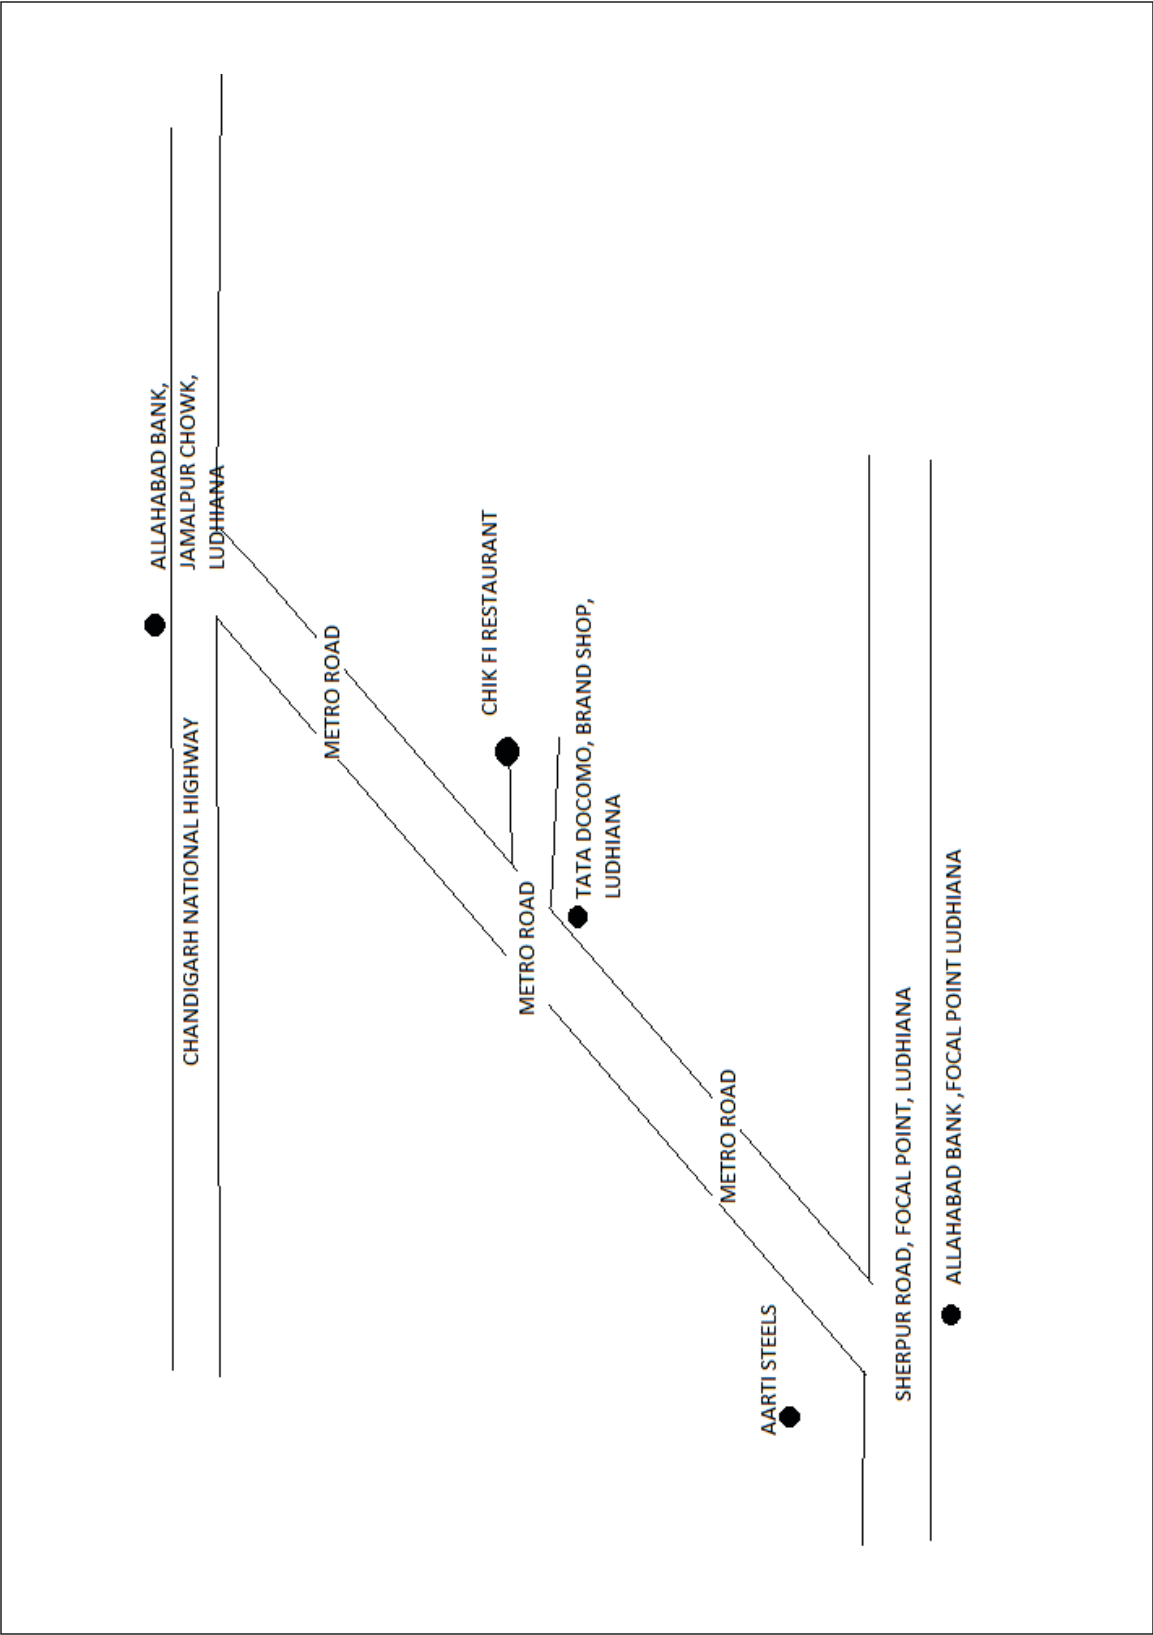 ALLAHABAD BANK,
JAMALPUR CHOWK,
LUDHIANA
CHANDIGARH NATIONAL HIGHWAY
METRO ROAD
CHIK FI RESTAURANT
METRO ROAD
TATA DOCOMO, BRAND SHOP,
LUDHIANA
METRO ROAD
AARTI STEELS
SHERPUR ROAD, FOCAL POINT, LUDHIANA
ALLAHABAD BANK ,FOCAL POINT LUDHIANA